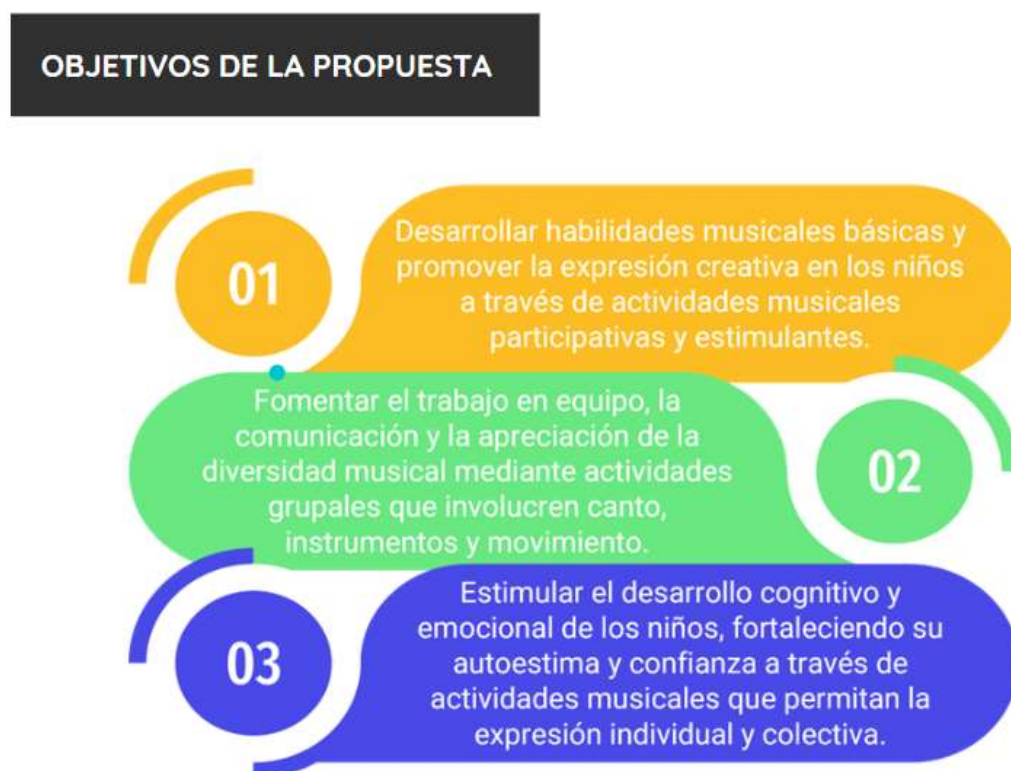 OBJETIVOS DE LA PROPUESTA
01
Desarrollar habilidades musicales básicas y
promover la expresión creativa en los niños
a través de actividades musicales
participativas y estimulantes.
Fomentar el trabajo en equipo, la
comunicación y la apreciación de la
diversidad musical mediante actividades
grupales que involucren canto,
instrumentos y movimiento.
02
03
Estimular el desarrollo cognitivo y
emocional de los niños, fortaleciendo su
autoestima y confianza a través de
actividades musicales que permitan la
expresión individual y colectiva.